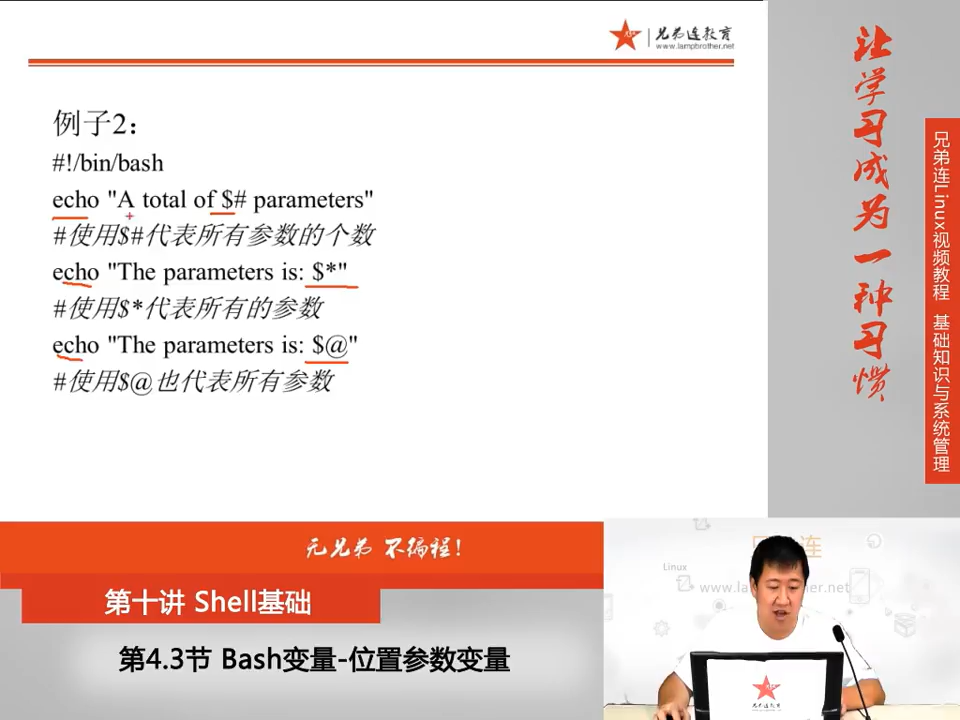 兄弟连教育
www.lampbrother.net
例子2：
#!/bin/bash
echo "A total of $# parameters"
#使用$#代表所有参数的个数
echo "The parameters is: $*"
#使用$*代表所有的参数
echo "The parameters is: $@"
#使用$@也代表所有参数
让学习成为一种习惯
兄弟连Linux视频教程 基础知识与系统管理
无兄弟 不编程！
第十讲 Shell基础
第4.3节 Bash变量-位置参数变量
Linux
兄弟连教育